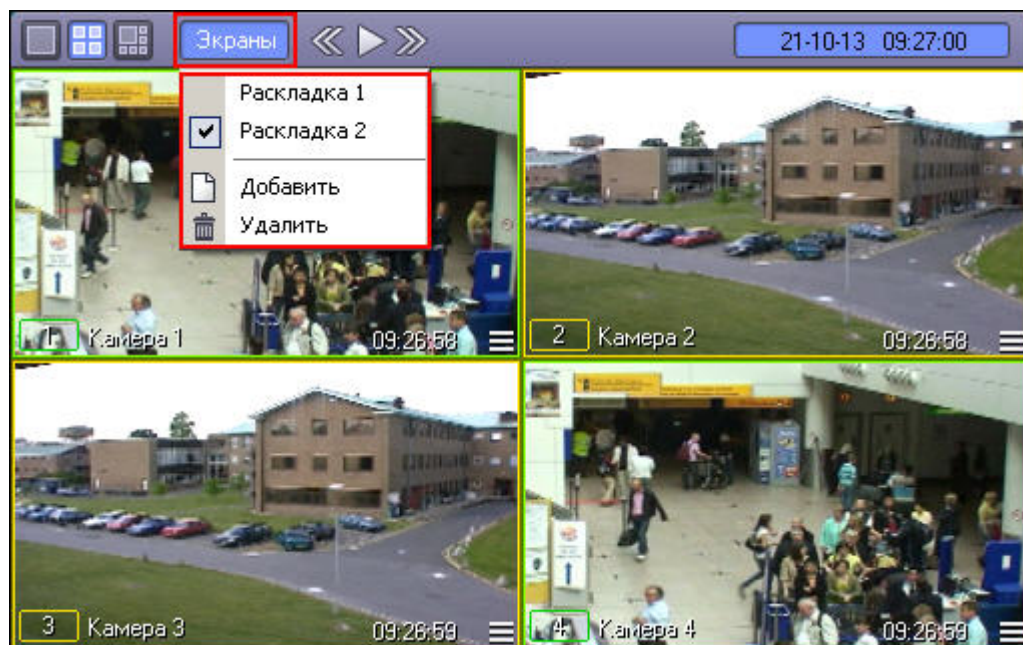 Экраны
21-10-13 09:27:00
Раскладка 1
Раскладка 2
Добавить
Удалить
1 Камера 1 09:26:58
2 Камера 2 09:26:58
3 Камера 3 09:26:59
4 Камера 4 09:26:59